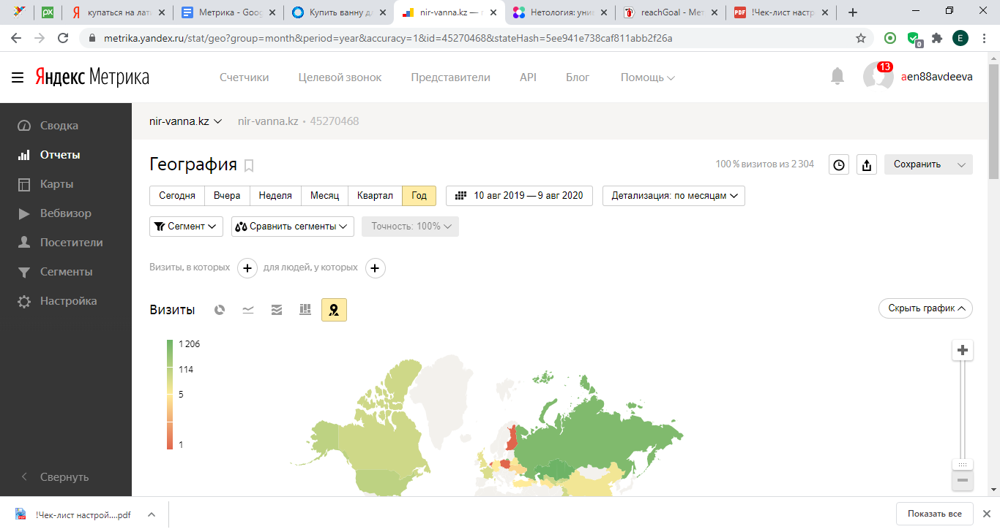 купаться на лат
Метрика - Goog
Купить ванну дл
nir-vanna.kz — г
Нетология: унив
reachGoal - Мет
!Чек-лист настр
metrika.yandex.ru/stat/geo?group=month&period=year&accuracy=1&id=45270468&stateHash=5ee941e738caf811abb2f26a
0
E
Яндекс Метрика
Счетчики
Целевой звонок
Представители
API
Блог
Помощь
13
aen88avdeeva
Сводка
Отчеты
Карты
Вебвизор
Посетители
Сегменты
Настройка
Свернуть
nir-vanna.kz
nir-vanna.kz • 45270468
География
100 % визитов из 2 304
Сохранить
Сегодня
Вчера
Неделя
Месяц
Квартал
Год
10 авг 2019 — 9 авг 2020
Детализация: по месяцам
Сегмент
Сравнить сегменты
Точность: 100%
Визиты, в которых
+
для людей, у которых
+
Визиты
Скрыть график
1 206
114
5
1
!Чек-лист настрой....pdf
Показать все